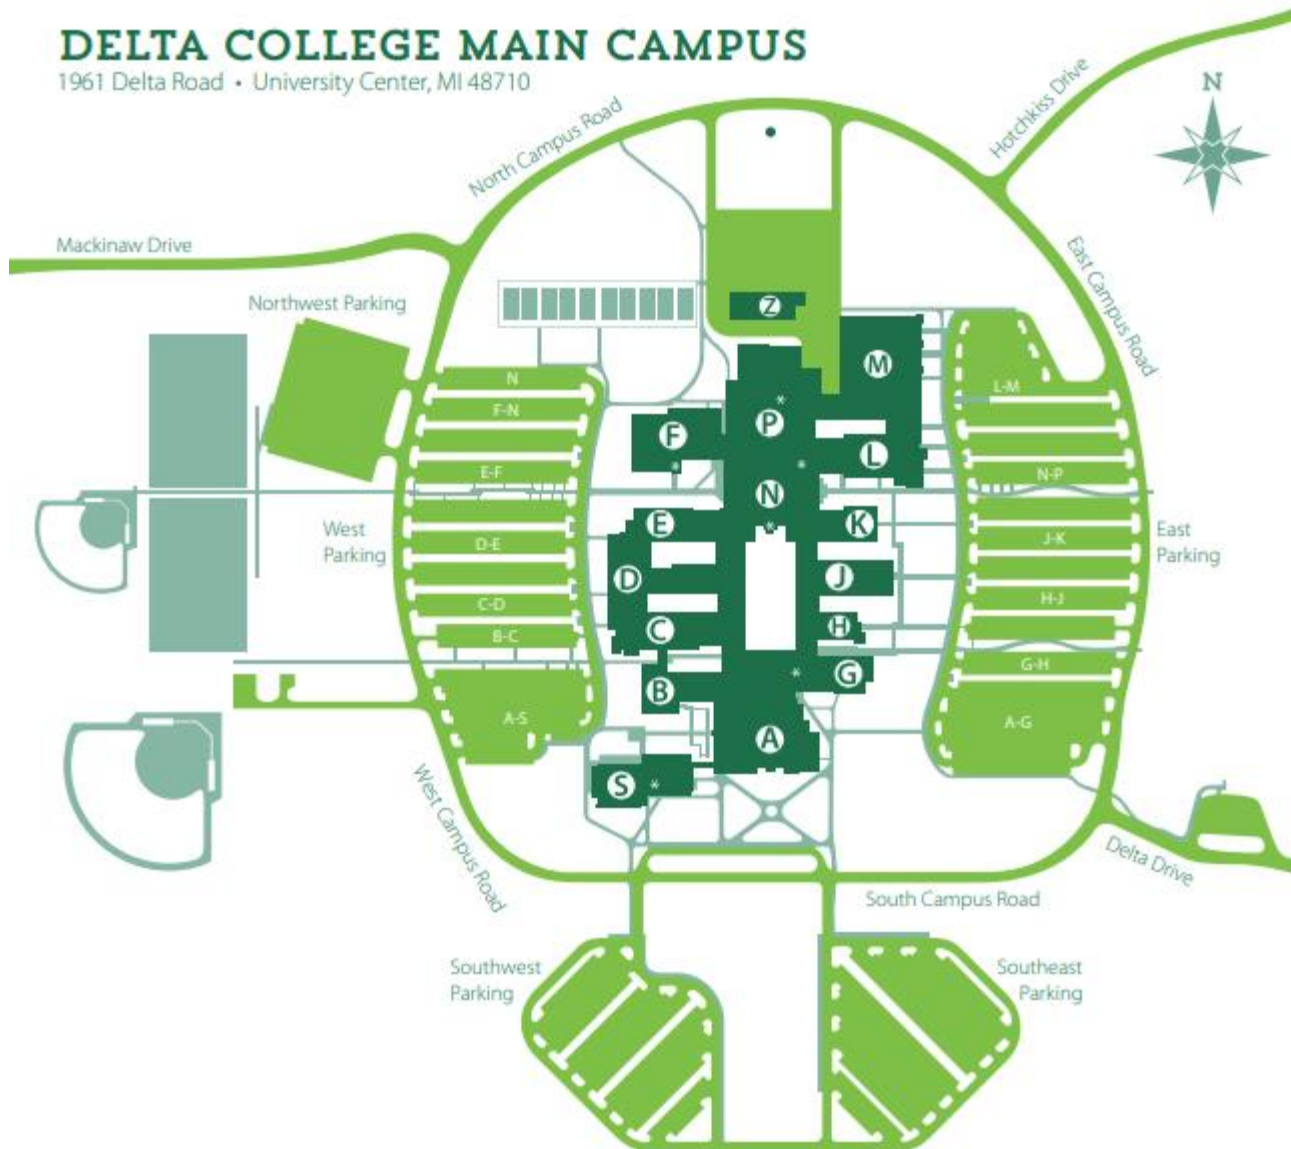 DELTA COLLEGE MAIN CAMPUS
1961 Delta Road • University Center, MI 48710
N
Hotchkiss Drive
North Campus Road
Mackinaw Drive
East Campus Road
Northwest Parking
Z
M
N
L-M
F-N
*
P
F
L
E-F
*
*
N-P
N
West
Parking
E
*
K
East
Parking
D-E
J-K
D
J
C-D
H-J
C
H
B-C
G-H
B
*
G
A-S
A-G
A
S
*
West Campus Road
Delta Drive
South Campus Road
Southwest
Parking
Southeast
Parking